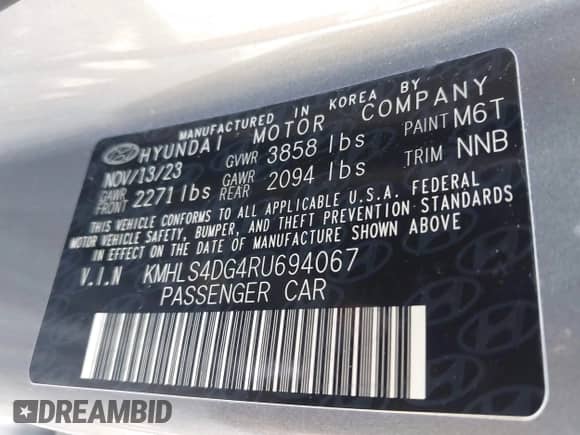 MANUFACTURED IN KOREA BY
HYUNDAI MOTOR COMPANY
NOV/13/23 GVWR 3858 lbs PAINT M6T
GAWR FRONT 2271 lbs GAWR REAR 2094 lbs TRIM NNB
THIS VEHICLE CONFORMS TO ALL APPLICABLE U.S.A. FEDERAL
MOTOR VEHICLE SAFETY, BUMPER, AND THEFT PREVENTION STANDARDS
IN EFFECT ON THE DATE OF MANUFACTURE SHOWN ABOVE
V.I.N KMHLS4DG4RU694067
PASSENGER CAR
DREAMBID